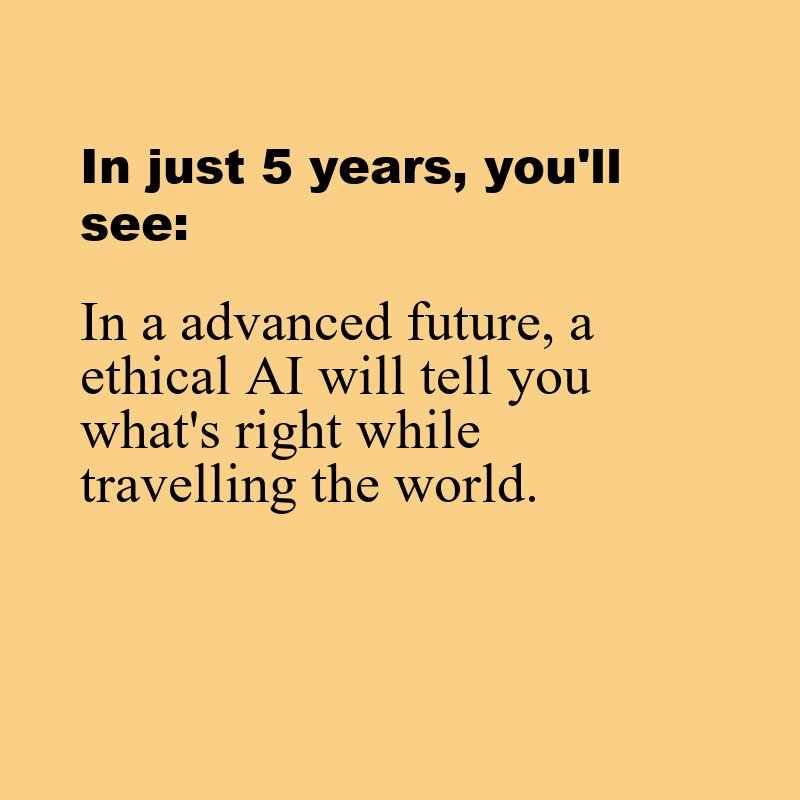 In just 5 years, you'll
see:
In a advanced future, a
ethical AI will tell you
what's right while
travelling the world.